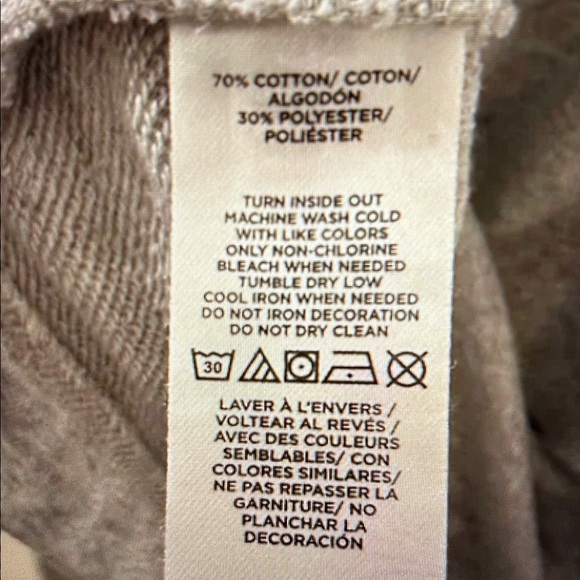 70% COTTON/ COTON/
ALGODÓN
30% POLYESTER/
POLIÉSTER
TURN INSIDE OUT
MACHINE WASH COLD
WITH LIKE COLORS
ONLY NON-CHLORINE
BLEACH WHEN NEEDED
TUMBLE DRY LOW
COOL IRON WHEN NEEDED
DO NOT IRON DECORATION
DO NOT DRY CLEAN
30
LAVER À L'ENVERS /
VOLTEAR AL REVÉS /
AVEC DES COULEURS
SEMBLABLES/ CON
COLORES SIMILARES/
NE PAS REPASSER LA
GARNITURE/ NO
PLANCHAR LA
DECORACIÓN